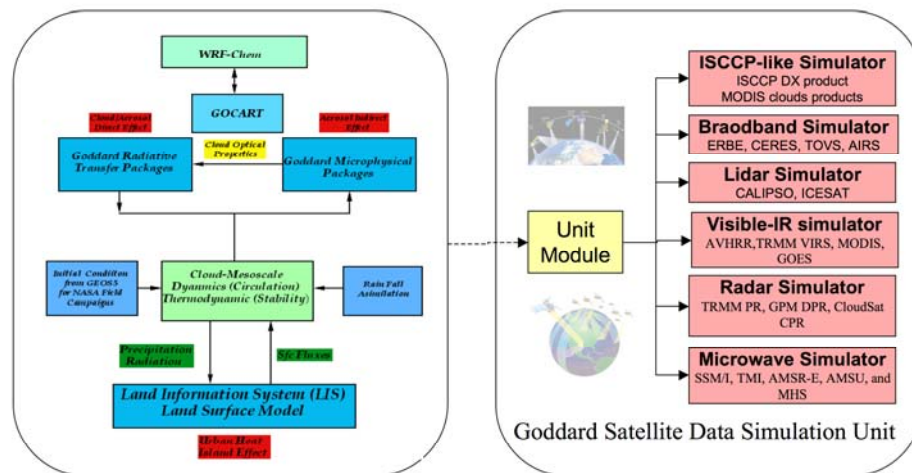 WRF-Chem
GOCART
Cloud/Aerosol
Direct Effect
Aerosol Indirect
Effect
Cloud Optical
Properties
Goddard Radiative
Transfer Packages
Goddard Microphysical
Packages
Initial Condiiton
from GEOS5
for NASA Field
Campaigns
Cloud-Mesoscale
Dynamics (Circulation)
Thermodynamic (Stability)
Rain Fall
Asimilation
Precipitation
Radiation
Sfc Fluxes
Land Information System (LIS)
Land Surface Model
Urban Heat
Island Effect
Unit
Module
ISCCP-like Simulator
ISCCP DX product
MODIS clouds products
Braodband Simulator
ERBE, CERES, TOVS, AIRS
Lidar Simulator
CALIPSO, ICESAT
Visible-IR simulator
AVHRR,TRMM VIRS, MODIS,
GOES
Radar Simulator
TRMM PR, GPM DPR, CloudSat
CPR
Microwave Simulator
SSM/I, TMI, AMSR-E, AMSU, and
MHS
Goddard Satellite Data Simulation Unit